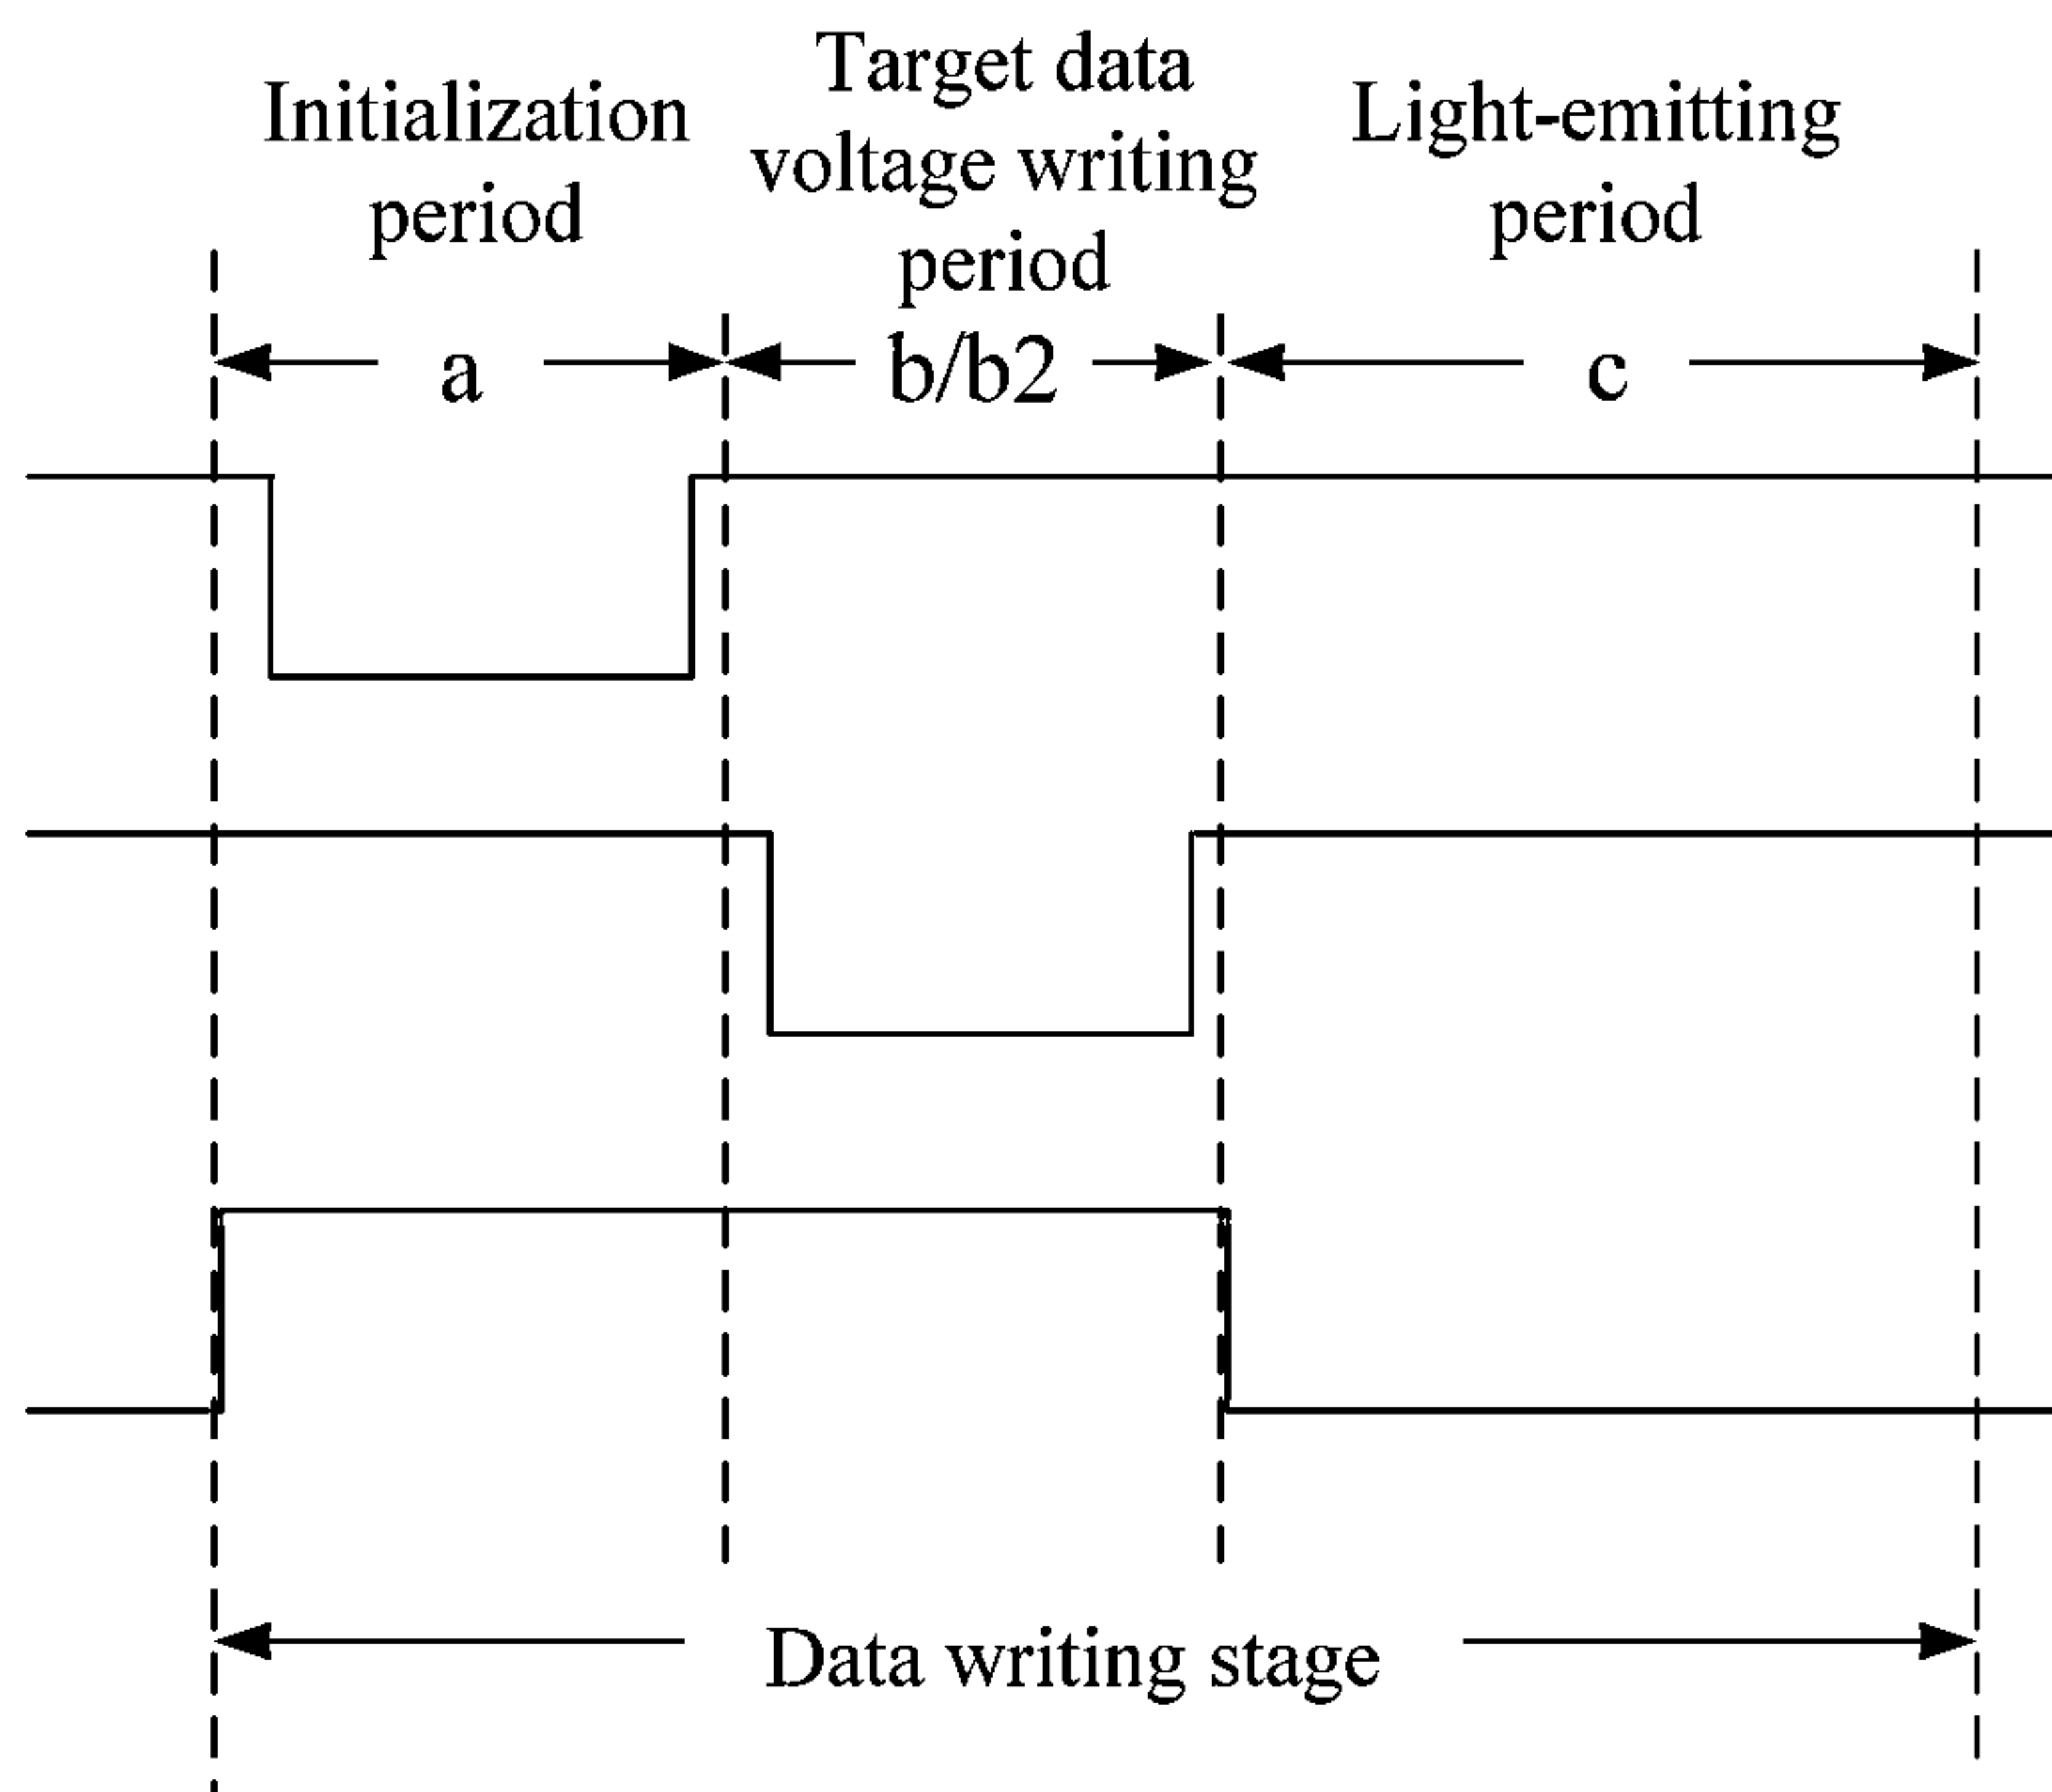 Initialization
period
Target data
voltage writing
period
Light-emitting
period
a
b/b2
c
Data writing stage